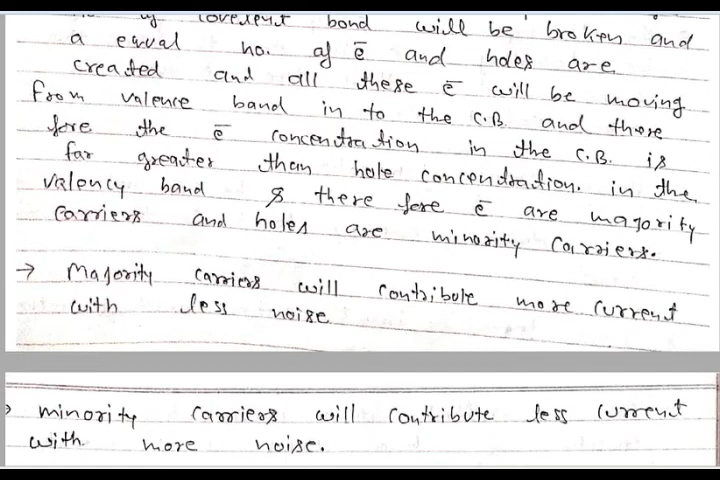 of covelent bond will be broken and
a equal no. of ē and holes are
created and all these ē will be moving
from valence band in to the C.B. and there
fore the ē concentration in the C.B. is
far greater than hole concentration. in the
valency band & there fore ē are majority
carriers and holes are minority carriers.
→ Majority carriers will contribute more current
with less noise
minority carriers will contribute less current
with more noise.